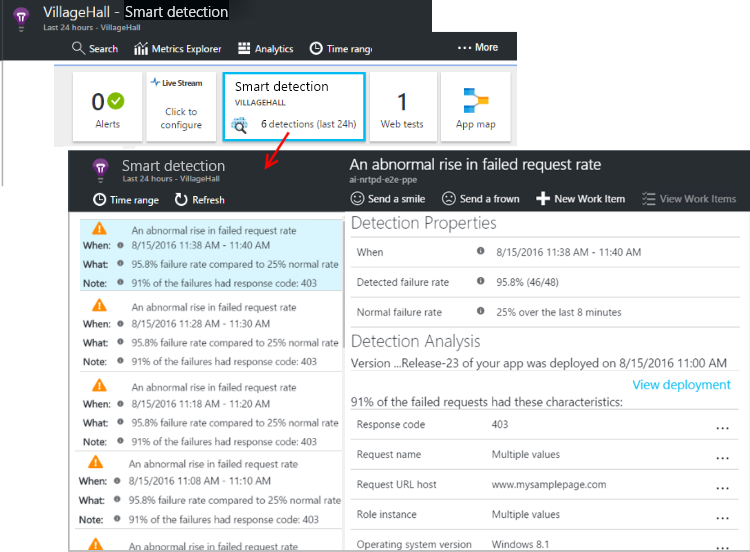 VillageHall - Smart detection
Last 24 hours - VillageHall
Search Metrics Explorer Analytics Time rang ··· More
0
Alerts
Live Stream
Click to
configure
Smart detection
VILLAGEHALL
6 detections (last 24h)
1
Web tests
App map
Smart detection
Last 24 hours - VillageHall
Time range Refresh
An abnormal rise in failed request rate
When: 8/15/2016 11:38 AM - 11:40 AM
What: 95.8% failure rate compared to 25% normal rate
Note: 91% of the failures had response code: 403
An abnormal rise in failed request rate
When: 8/15/2016 11:28 AM - 11:30 AM
What: 95.8% failure rate compared to 25% normal rate
Note: 91% of the failures had response code: 403
An abnormal rise in failed request rate
When: 8/15/2016 11:18 AM - 11:20 AM
What: 95.8% failure rate compared to 25% normal rate
Note: 91% of the failures had response code: 403
An abnormal rise in failed request rate
When: 8/15/2016 11:08 AM - 11:10 AM
What: 95.8% failure rate compared to 25% normal rate
Note: 91% of the failures had response code: 403
An abnormal rise in failed request rate
An abnormal rise in failed request rate
ai-nrtpd-e2e-ppe
Send a smile Send a frown New Work Item View Work Items
Detection Properties
When 8/15/2016 11:38 AM - 11:40 AM
Detected failure rate 95.8% (46/48)
Normal failure rate 25% over the last 8 minutes
Detection Analysis
Version ...Release-23 of your app was deployed on 8/15/2016 11:00 AM
View deployment
91% of the failed requests had these characteristics:
Response code 403 ...
Request name Multiple values ...
Request URL host www.mysamplepage.com ...
Role instance Multiple values ...
Operating system version Windows 8.1 ...